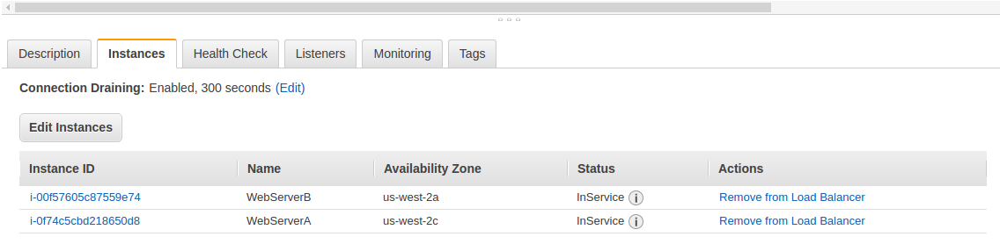 Description Instances Health Check Listeners Monitoring Tags
Connection Draining: Enabled, 300 seconds (Edit)
Edit Instances
Instance ID Name Availability Zone Status Actions
i-00f57605c87559e74 WebServerB us-west-2a InService i Remove from Load Balancer
i-0f74c5cbd218650d8 WebServerA us-west-2c InService i Remove from Load Balancer